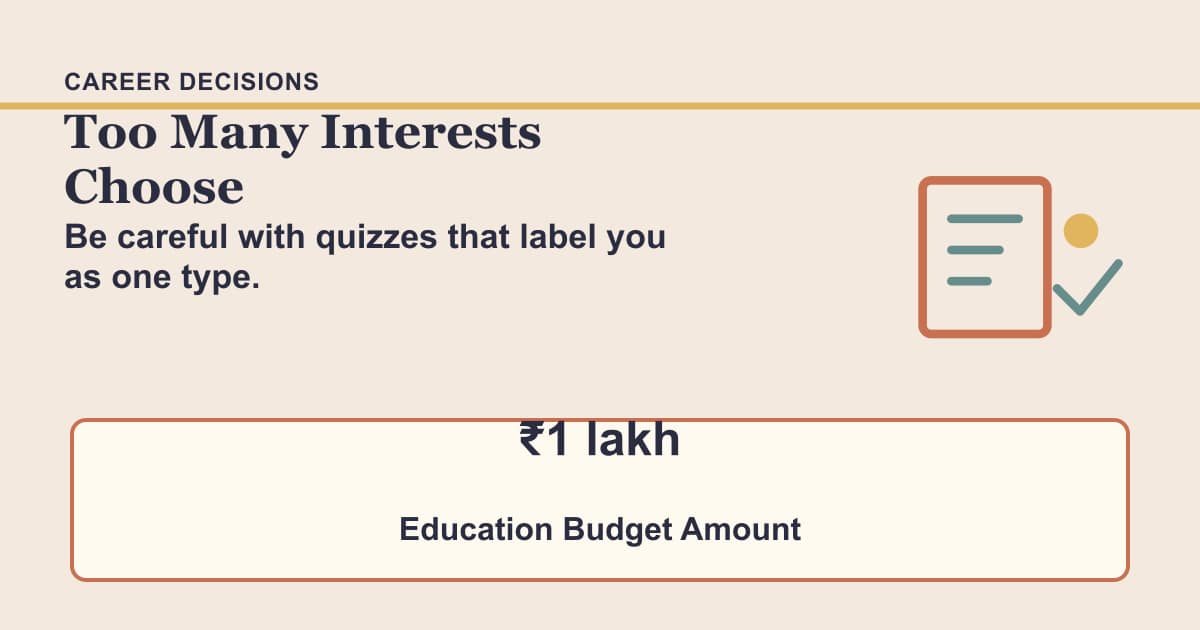 CAREER DECISIONS
Too Many Interests
Choose
Be careful with quizzes that label you
as one type.
₹1 lakh
Education Budget Amount